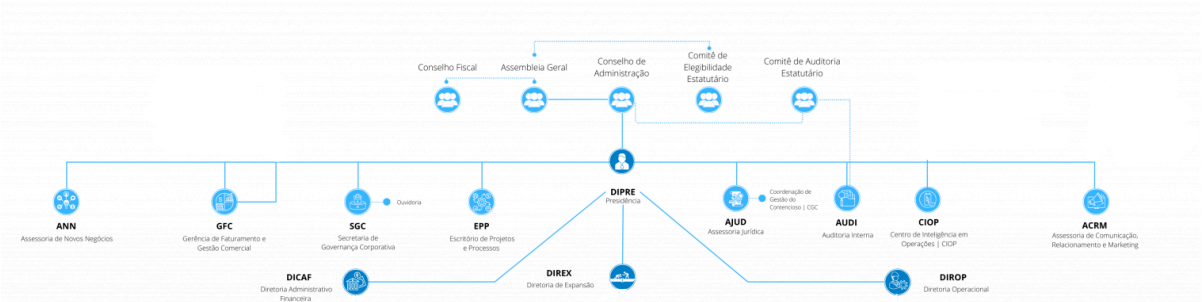 Conselho Fiscal
Assembleia Geral
Conselho de
Administração
Comitê de
Elegibilidade
Estatutário
Comitê de Auditoria
Estatutário
DIPRE
Presidência
ANN
Assessoria de Novos Negócios
GFC
Gerência de Faturamento e
Gestão Comercial
SGC
Secretaria de
Governança Corporativa
Ouvidoria
EPP
Escritório de Projetos
e Processos
AJUD
Assessoria Jurídica
Coordenação de
Gestão do
Contencioso | CGC
AUDI
Auditoria Interna
CIOP
Centro de Inteligência em
Operações | CIOP
ACRM
Assessoria de Comunicação,
Relacionamento e Marketing
DICAF
Diretoria Administrativo
Financeira
DIREX
Diretoria de Expansão
DIROP
Diretoria Operacional